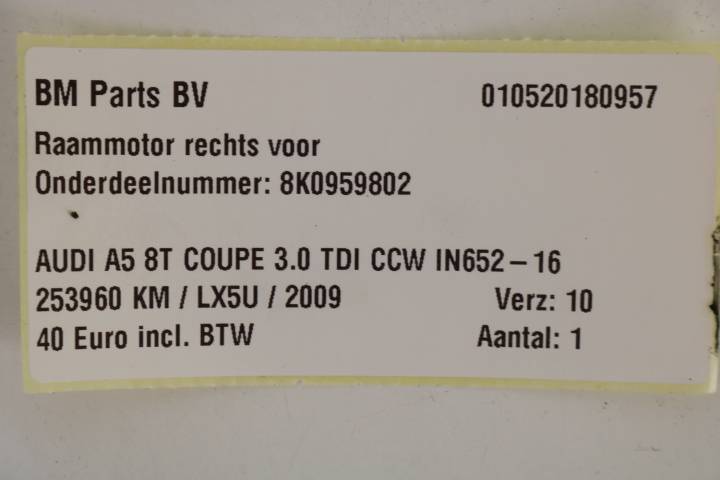 BM Parts BV 010520180957
Raammotor rechts voor
Onderdeelnummer: 8K0959802
AUDI A5 8T COUPE 3.0 TDI CCW IN652-16
253960 KM / LX5U / 2009 Verz: 10
40 Euro incl. BTW Aantal: 1